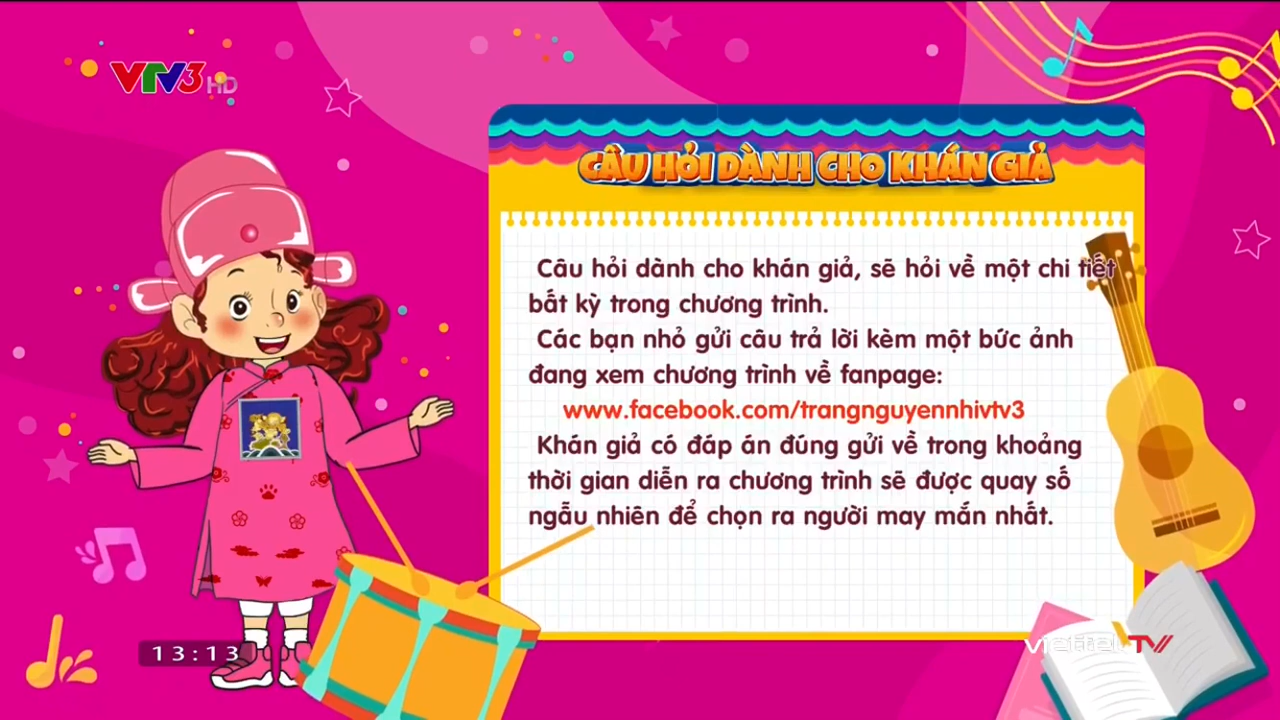 VTV3 HD
CÂU HỎI DÀNH CHO KHÁN GIẢ
Câu hỏi dành cho khán giả, sẽ hỏi về một chi tiết
bất kỳ trong chương trình.
Các bạn nhỏ gửi câu trả lời kèm một bức ảnh
đang xem chương trình về fanpage:
www.facebook.com/trangnguyennhivtv3
Khán giả có đáp án đúng gửi về trong khoảng
thời gian diễn ra chương trình sẽ được quay số
ngẫu nhiên để chọn ra người may mắn nhất.
13:13
viettel TV